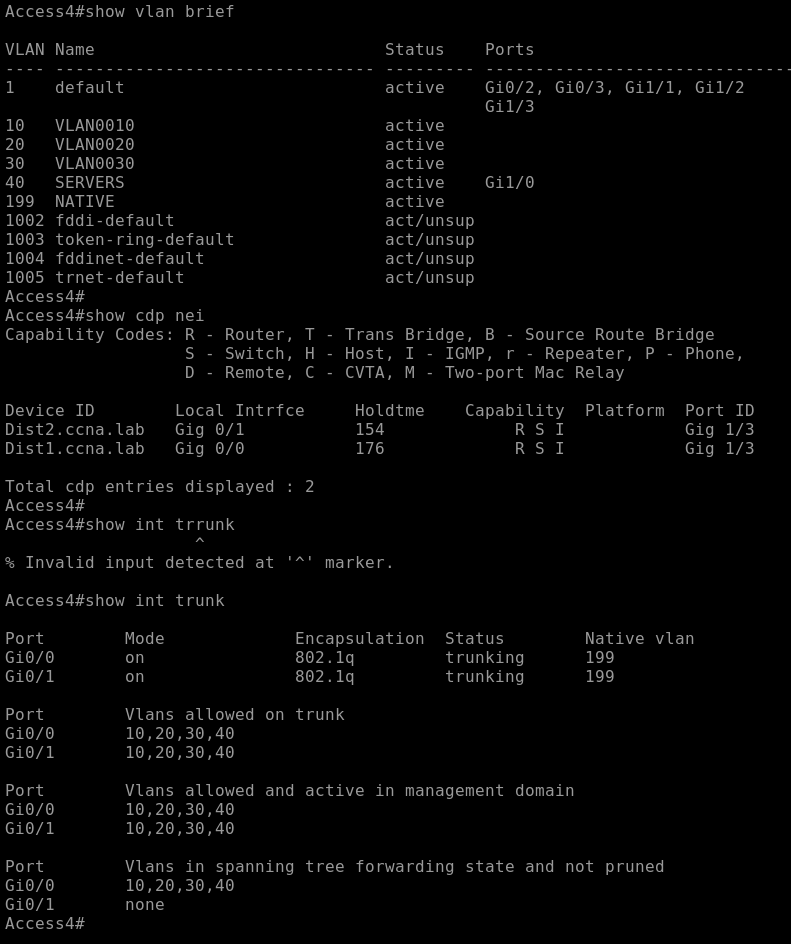 Access4#show vlan brief

VLAN Name                             Status    Ports
---- -------------------------------- --------- -------------------------------
1    default                          active    Gi0/2, Gi0/3, Gi1/1, Gi1/2
                                                Gi1/3
10   VLAN0010                         active
20   VLAN0020                         active
30   VLAN0030                         active
40   SERVERS                          active    Gi1/0
199  NATIVE                           active
1002 fddi-default                     act/unsup
1003 token-ring-default               act/unsup
1004 fddinet-default                  act/unsup
1005 trnet-default                    act/unsup
Access4#
Access4#show cdp nei
Capability Codes: R - Router, T - Trans Bridge, B - Source Route Bridge
                  S - Switch, H - Host, I - IGMP, r - Repeater, P - Phone,
                  D - Remote, C - CVTA, M - Two-port Mac Relay

Device ID        Local Intrfce     Holdtme    Capability  Platform  Port ID
Dist2.ccna.lab   Gig 0/1           154             R S I            Gig 1/3
Dist1.ccna.lab   Gig 0/0           176             R S I            Gig 1/3

Total cdp entries displayed : 2
Access4#
Access4#show int trrunk
                   ^
% Invalid input detected at '^' marker.

Access4#show int trunk

Port        Mode             Encapsulation  Status        Native vlan
Gi0/0       on               802.1q         trunking      199
Gi0/1       on               802.1q         trunking      199

Port        Vlans allowed on trunk
Gi0/0       10,20,30,40
Gi0/1       10,20,30,40

Port        Vlans allowed and active in management domain
Gi0/0       10,20,30,40
Gi0/1       10,20,30,40

Port        Vlans in spanning tree forwarding state and not pruned
Gi0/0       10,20,30,40
Gi0/1       none
Access4#